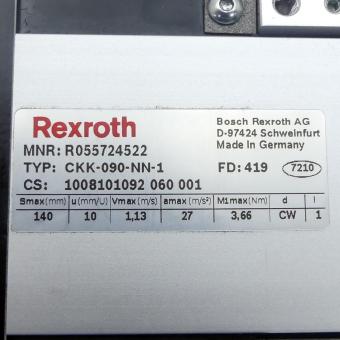 Rexroth
Bosch Rexroth AG
D-97424 Schweinfurt
Made in Germany
MNR: R055724522
TYP: CKK-090-NN-1 FD: 419 7210
CS: 1008101092 060 001
Smax(mm) u(mm/U) Vmax(m/s) amax(m/s²) M1max(Nm) d i
140 10 1,13 27 3,66 CW 1